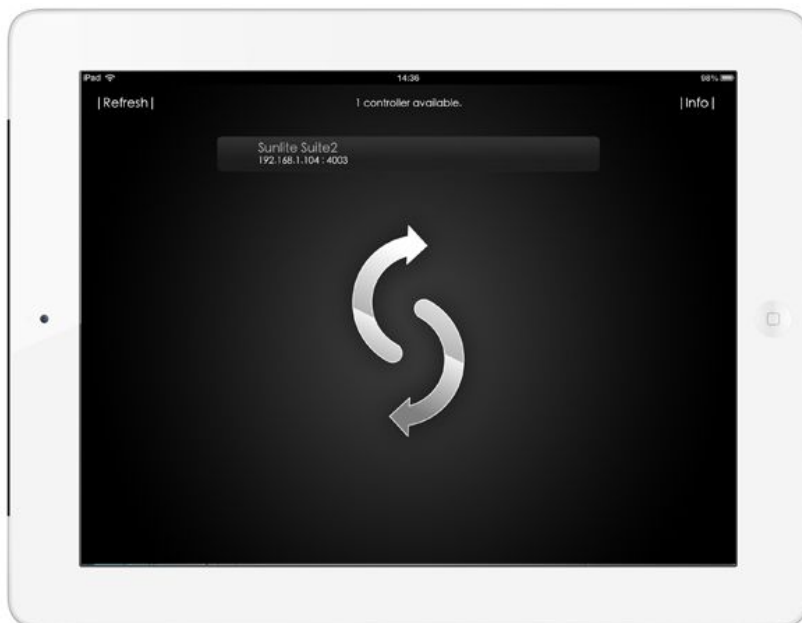 iPad 14:36 98%
|Refresh| 1 controller available. |Info|
Sunlite Suite2
192.168.1.104 : 4003